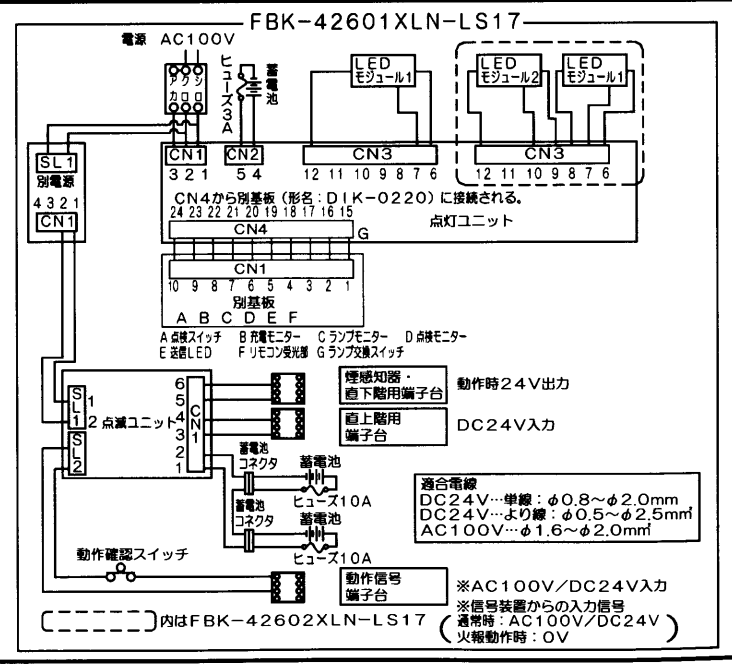 FBK-42601XLN-LS17
電源 AC100V
アカ クロ シロ
ヒューズ3A
蓄電池
LED
モジュール1
LED
モジュール2
LED
モジュール1
SL1
別電源
4 3 2 1
CN1
CN1
3 2 1
CN2
5 4
CN3
12 11 10 9 8 7 6
CN3
12 11 10 9 8 7 6
CN4から別基板(形名:DIK-0220)に接続される。
24 23 22 21 20 19 18 17 16 15
CN4
G
点灯ユニット
CN1
10 9 8 7 6 5 4 3 2 1
別基板
A B C D E F
A 点検スイッチ B 充電モニター C ランプモニター D 点検モニター
E 送信LED F リモコン受光部 G ランプ交換スイッチ
SL1
1
2
SL2
点滅ユニット
6
5
4
3
2
1
CN1
煙感知器・
直下階用端子台
動作時24V出力
直上階用
端子台
DC24V入力
蓄電池
コネクタ
蓄電池
ヒューズ10A
蓄電池
コネクタ
蓄電池
ヒューズ10A
適合電線
DC24V…単線:φ0.8~φ2.0mm
DC24V…より線:φ0.5~φ2.5mm²
AC100V…φ1.6~φ2.0mm²
動作確認スイッチ
動作信号
端子台
※AC100V/DC24V入力
※信号装置からの入力信号
(通常時:AC100V/DC24V
火報動作時:0V)
内はFBK-42602XLN-LS17